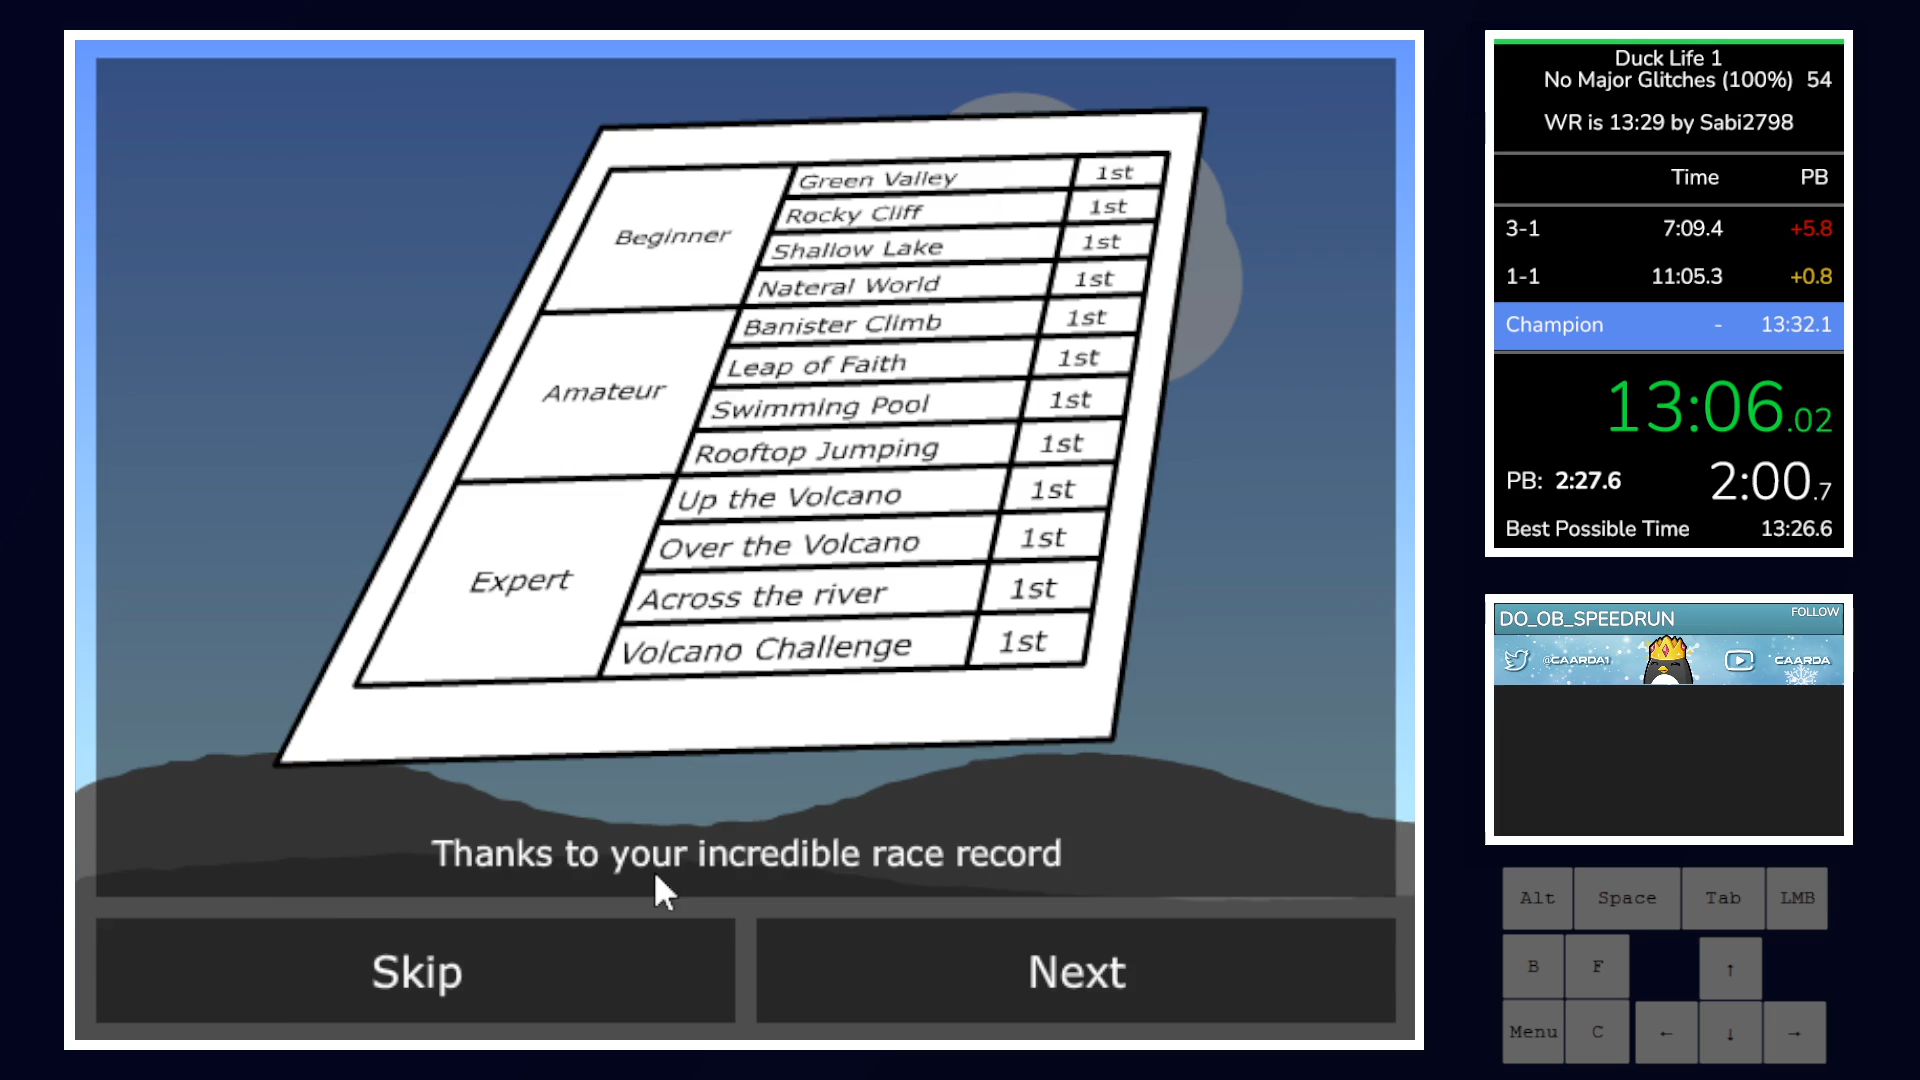 Beginner
Green Valley 1st
Rocky Cliff 1st
Shallow Lake 1st
Nateral World 1st
Amateur
Banister Climb 1st
Leap of Faith 1st
Swimming Pool 1st
Rooftop Jumping 1st
Expert
Up the Volcano 1st
Over the Volcano 1st
Across the river 1st
Volcano Challenge 1st
Thanks to your incredible race record
Skip Next
Duck Life 1
No Major Glitches (100%) 54
WR is 13:29 by Sabi2798
Time PB
3-1 7:09.4 +5.8
1-1 11:05.3 +0.8
Champion - 13:32.1
13:06.02
PB: 2:27.6 2:00.7
Best Possible Time 13:26.6
DO_OB_SPEEDRUN FOLLOW
@CAARDA1 CAARDA
Alt Space Tab LMB
B F ↑
Menu C ← ↓ →